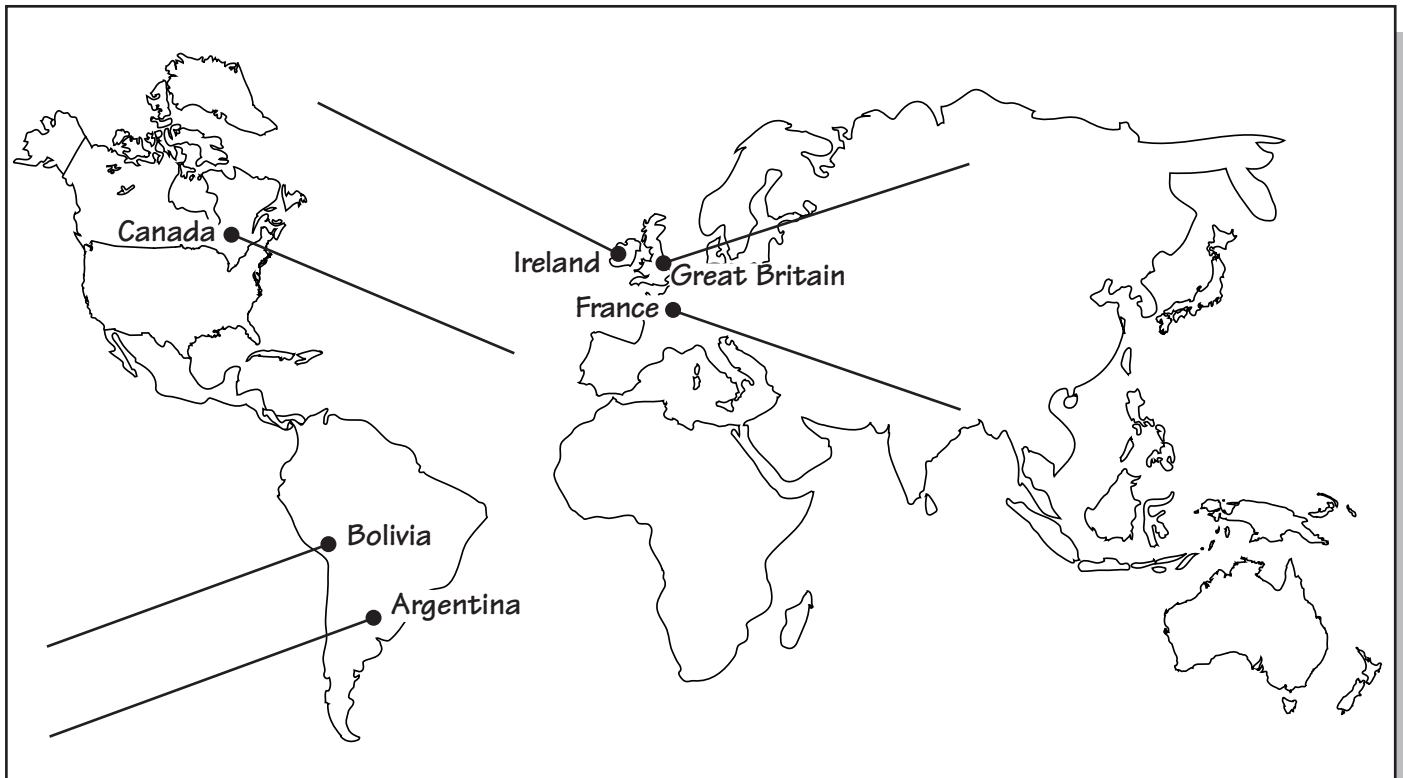 Canada
Ireland
Great Britain
France
Bolivia
Argentina